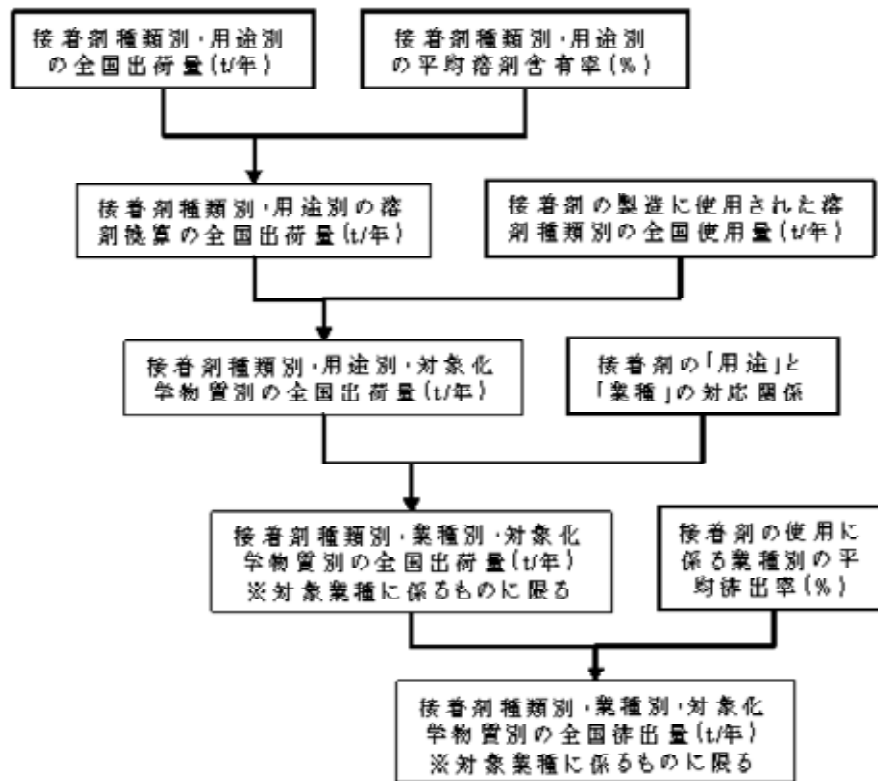 接着剤種類別・用途別
の全国出荷量(t/年)
接着剤種類別・用途別
の平均溶剤含有率(%)
接着剤種類別・用途別の溶
剤換算の全国出荷量(t/年)
接着剤の製造に使用された溶
剤種類別の全国使用量(t/年)
接着剤種類別・用途別・対象化
学物質別の全国出荷量(t/年)
接着剤の「用途」と
「業種」の対応関係
接着剤種類別・業種別・対象化
学物質別の全国出荷量(t/年)
※対象業種に係るものに限る
接着剤の使用に
係る業種別の平
均排出率(%)
接着剤種類別・業種別・対象化
学物質別の全国排出量(t/年)
※対象業種に係るものに限る